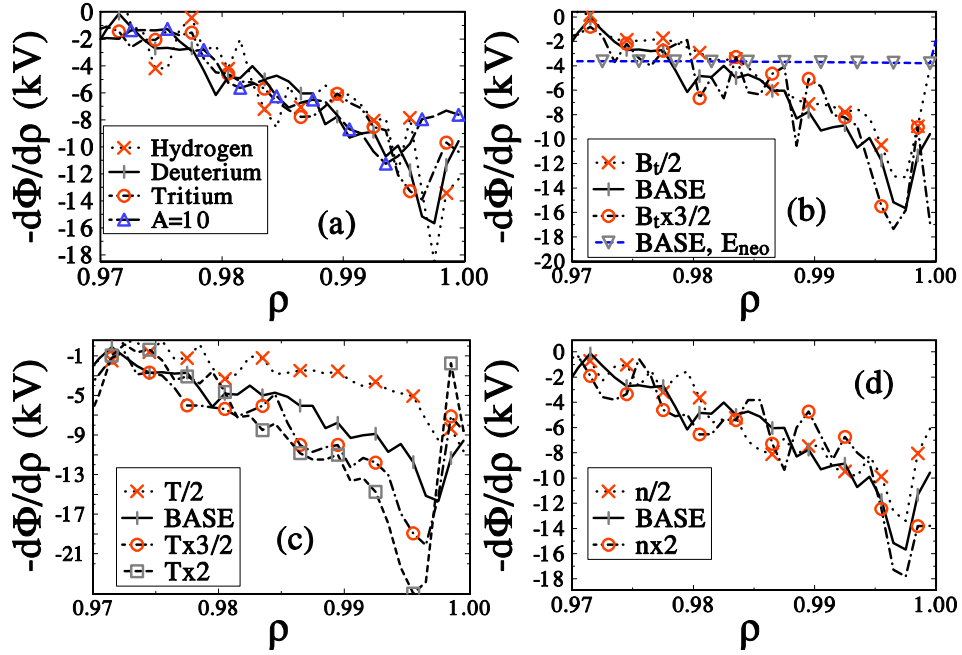 -dΦ/dρ (kV)
0
-2
-4
-6
-8
-10
-12
-14
-16
-18
(a)
Hydrogen
Deuterium
Tritium
A=10
0.97 0.98 0.99 1.00
ρ
-dΦ/dρ (kV)
0
-2
-4
-6
-8
-10
-12
-14
-16
-18
-20
(b)
Bt/2
BASE
Btx3/2
BASE, Eneo
0.97 0.98 0.99 1.00
ρ
-dΦ/dρ (kV)
-1
-3
-5
-7
-9
-11
-13
-15
-17
-19
-21
(c)
T/2
BASE
Tx3/2
Tx2
0.97 0.98 0.99 1.00
ρ
-dΦ/dρ (kV)
0
-2
-4
-6
-8
-10
-12
-14
-16
-18
(d)
n/2
BASE
nx2
0.97 0.98 0.99 1.00
ρ